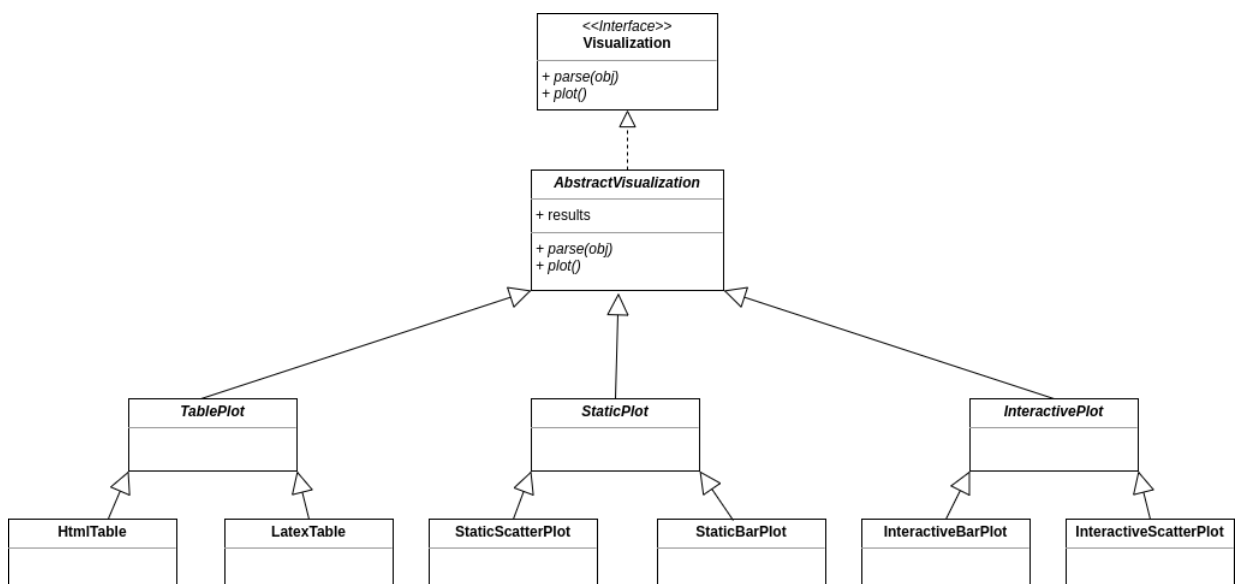 <<Interface>>
Visualization
+ parse(obj)
+ plot()
AbstractVisualization
+ results
+ parse(obj)
+ plot()
TablePlot
StaticPlot
InteractivePlot
HtmlTable
LatexTable
StaticScatterPlot
StaticBarPlot
InteractiveBarPlot
InteractiveScatterPlot